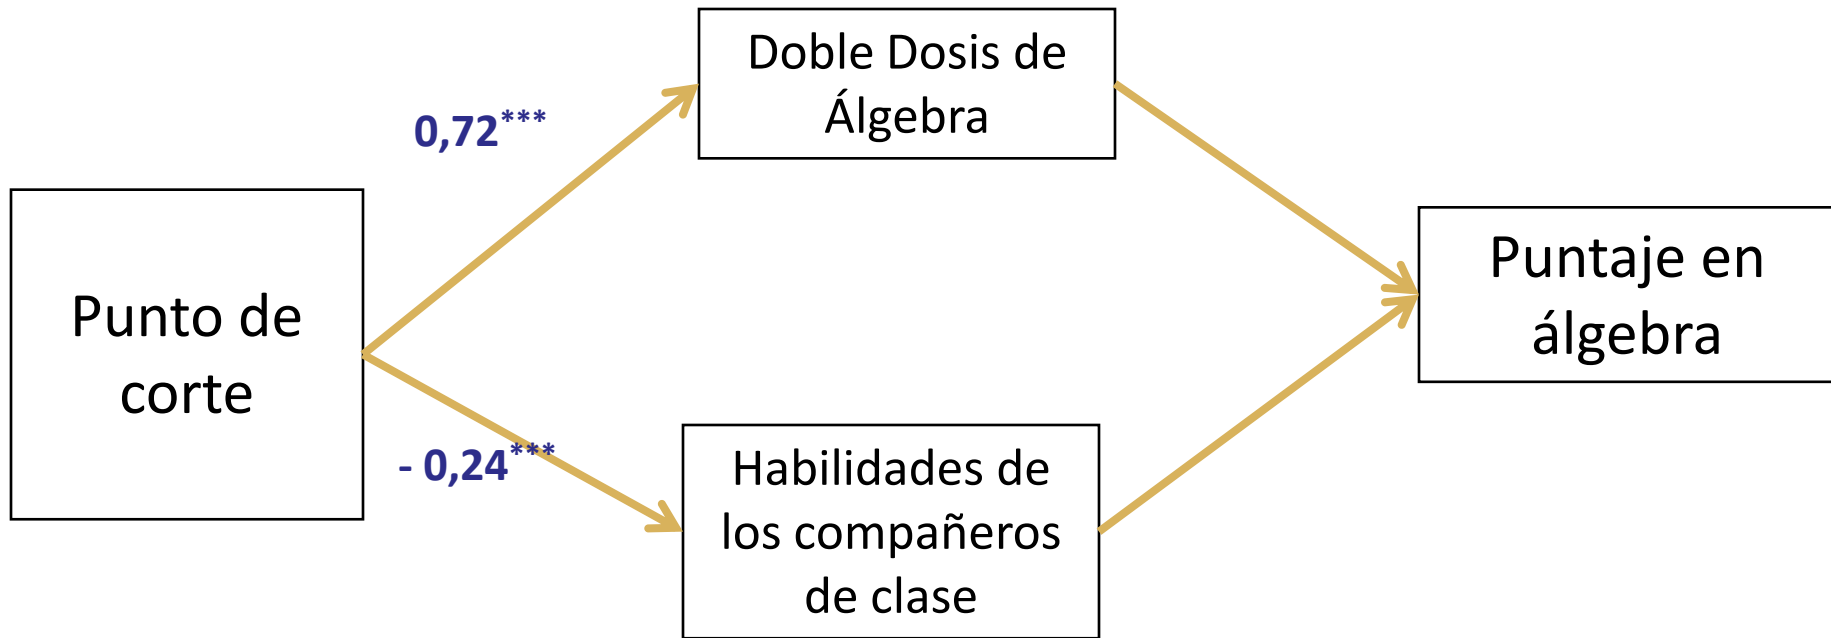 Doble Dosis de
Álgebra
0,72***
Punto de
corte
Puntaje en
álgebra
- 0,24***
Habilidades de
los compañeros
de clase